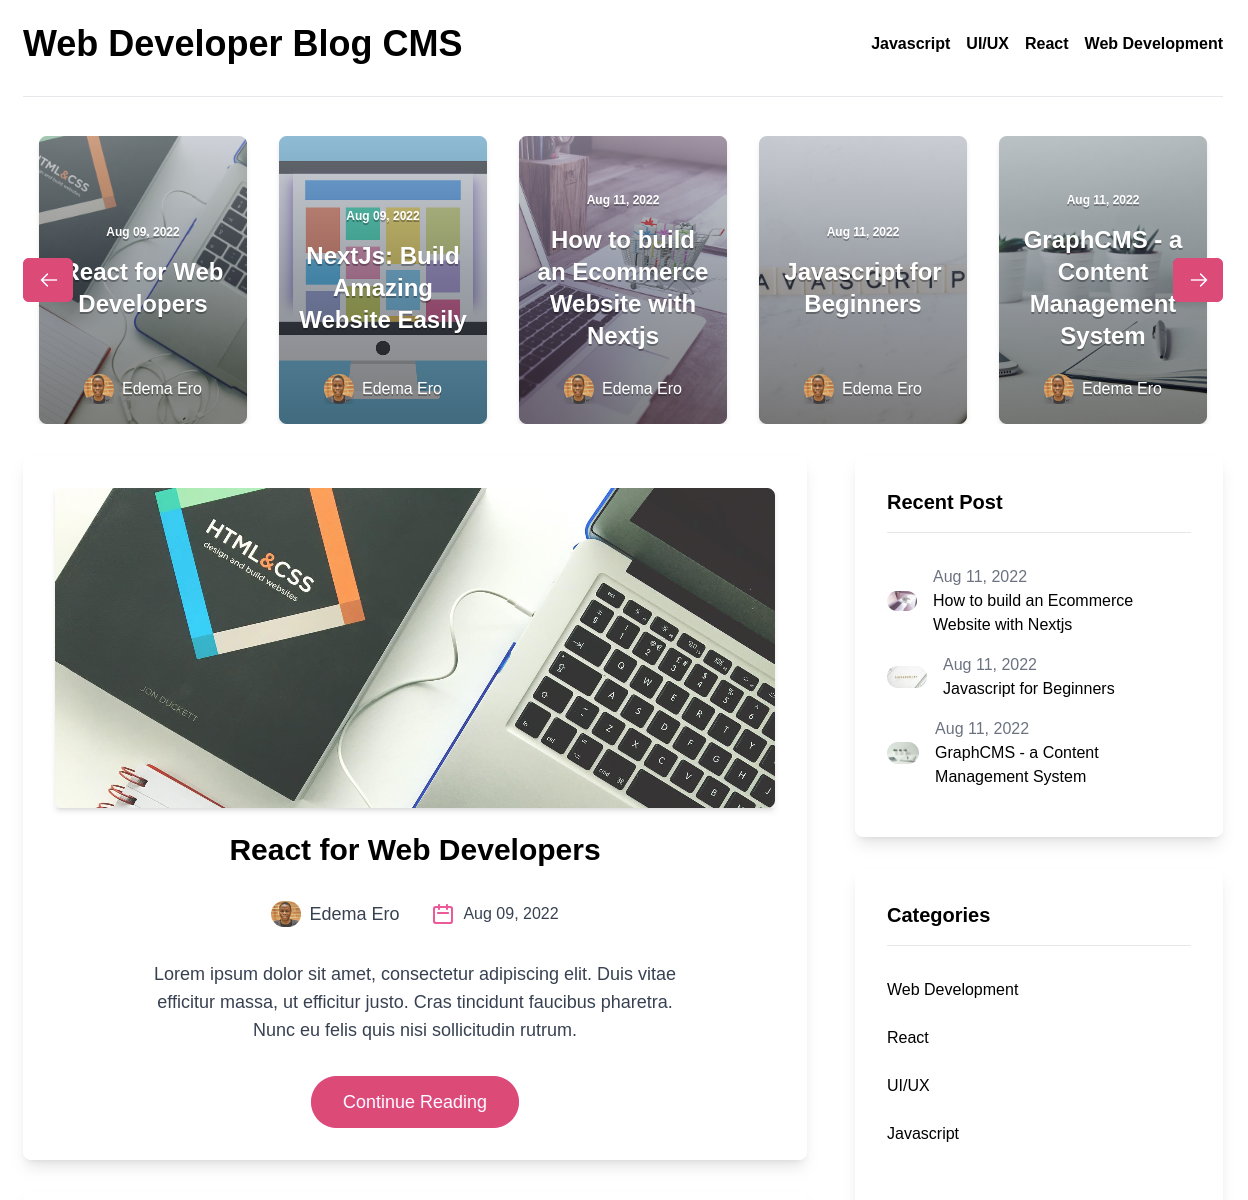 Web Developer Blog CMS
Javascript UI/UX React Web Development
HTML&CSS
Aug 09, 2022
React for Web
Developers
Edema Ero
Aug 09, 2022
NextJs: Build
Amazing
Website Easily
Edema Ero
Aug 11, 2022
How to build
an Ecommerce
Website with
Nextjs
Edema Ero
Aug 11, 2022
Javascript for
Beginners
AVASCRIP
Edema Ero
Aug 11, 2022
GraphCMS - a
Content
Management
System
Edema Ero
HTML&CSS
design and build websites
JON DUCKETT
React for Web Developers
Edema Ero
Aug 09, 2022
Lorem ipsum dolor sit amet, consectetur adipiscing elit. Duis vitae
efficitur massa, ut efficitur justo. Cras tincidunt faucibus pharetra.
Nunc eu felis quis nisi sollicitudin rutrum.
Continue Reading
Recent Post
Aug 11, 2022
How to build an Ecommerce
Website with Nextjs
Aug 11, 2022
Javascript for Beginners
Aug 11, 2022
GraphCMS - a Content
Management System
Categories
Web Development
React
UI/UX
Javascript